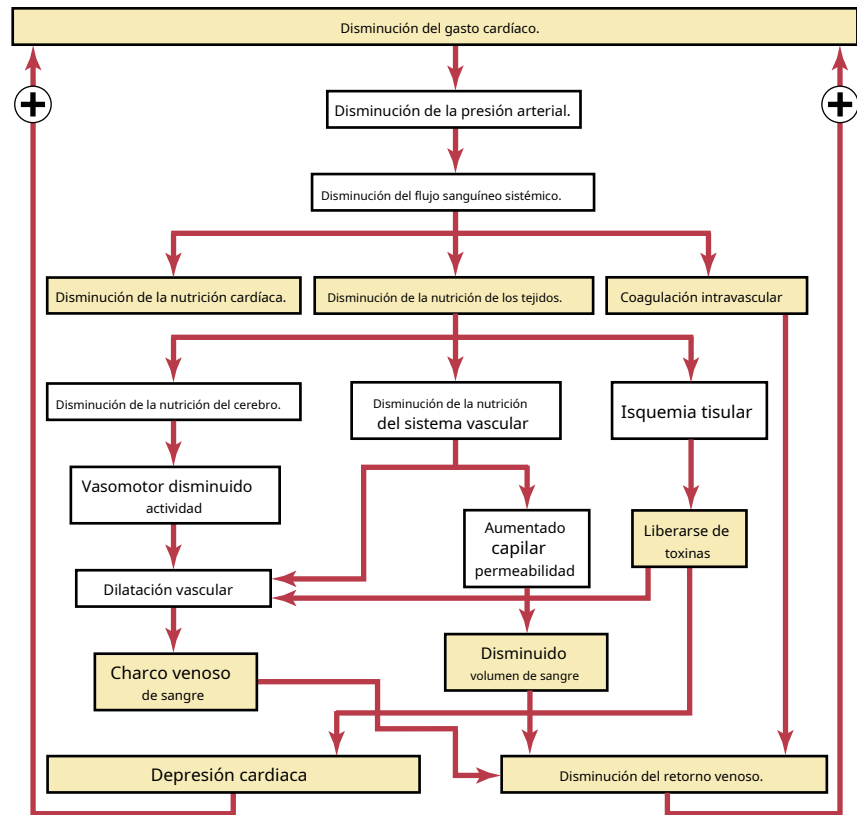 Disminución del gasto cardíaco.
Disminución de la presión arterial.
Disminución del flujo sanguíneo sistémico.
Disminución de la nutrición cardíaca.
Disminución de la nutrición de los tejidos.
Coagulación intravascular
Disminución de la nutrición del cerebro.
Disminución de la nutrición
del sistema vascular
Isquemia tisular
Vasomotor disminuido
actividad
Aumentado
capilar
permeabilidad
Liberarse de
toxinas
Dilatación vascular
Charco venoso
de sangre
Disminuido
volumen de sangre
Depresión cardiaca
Disminución del retorno venoso.